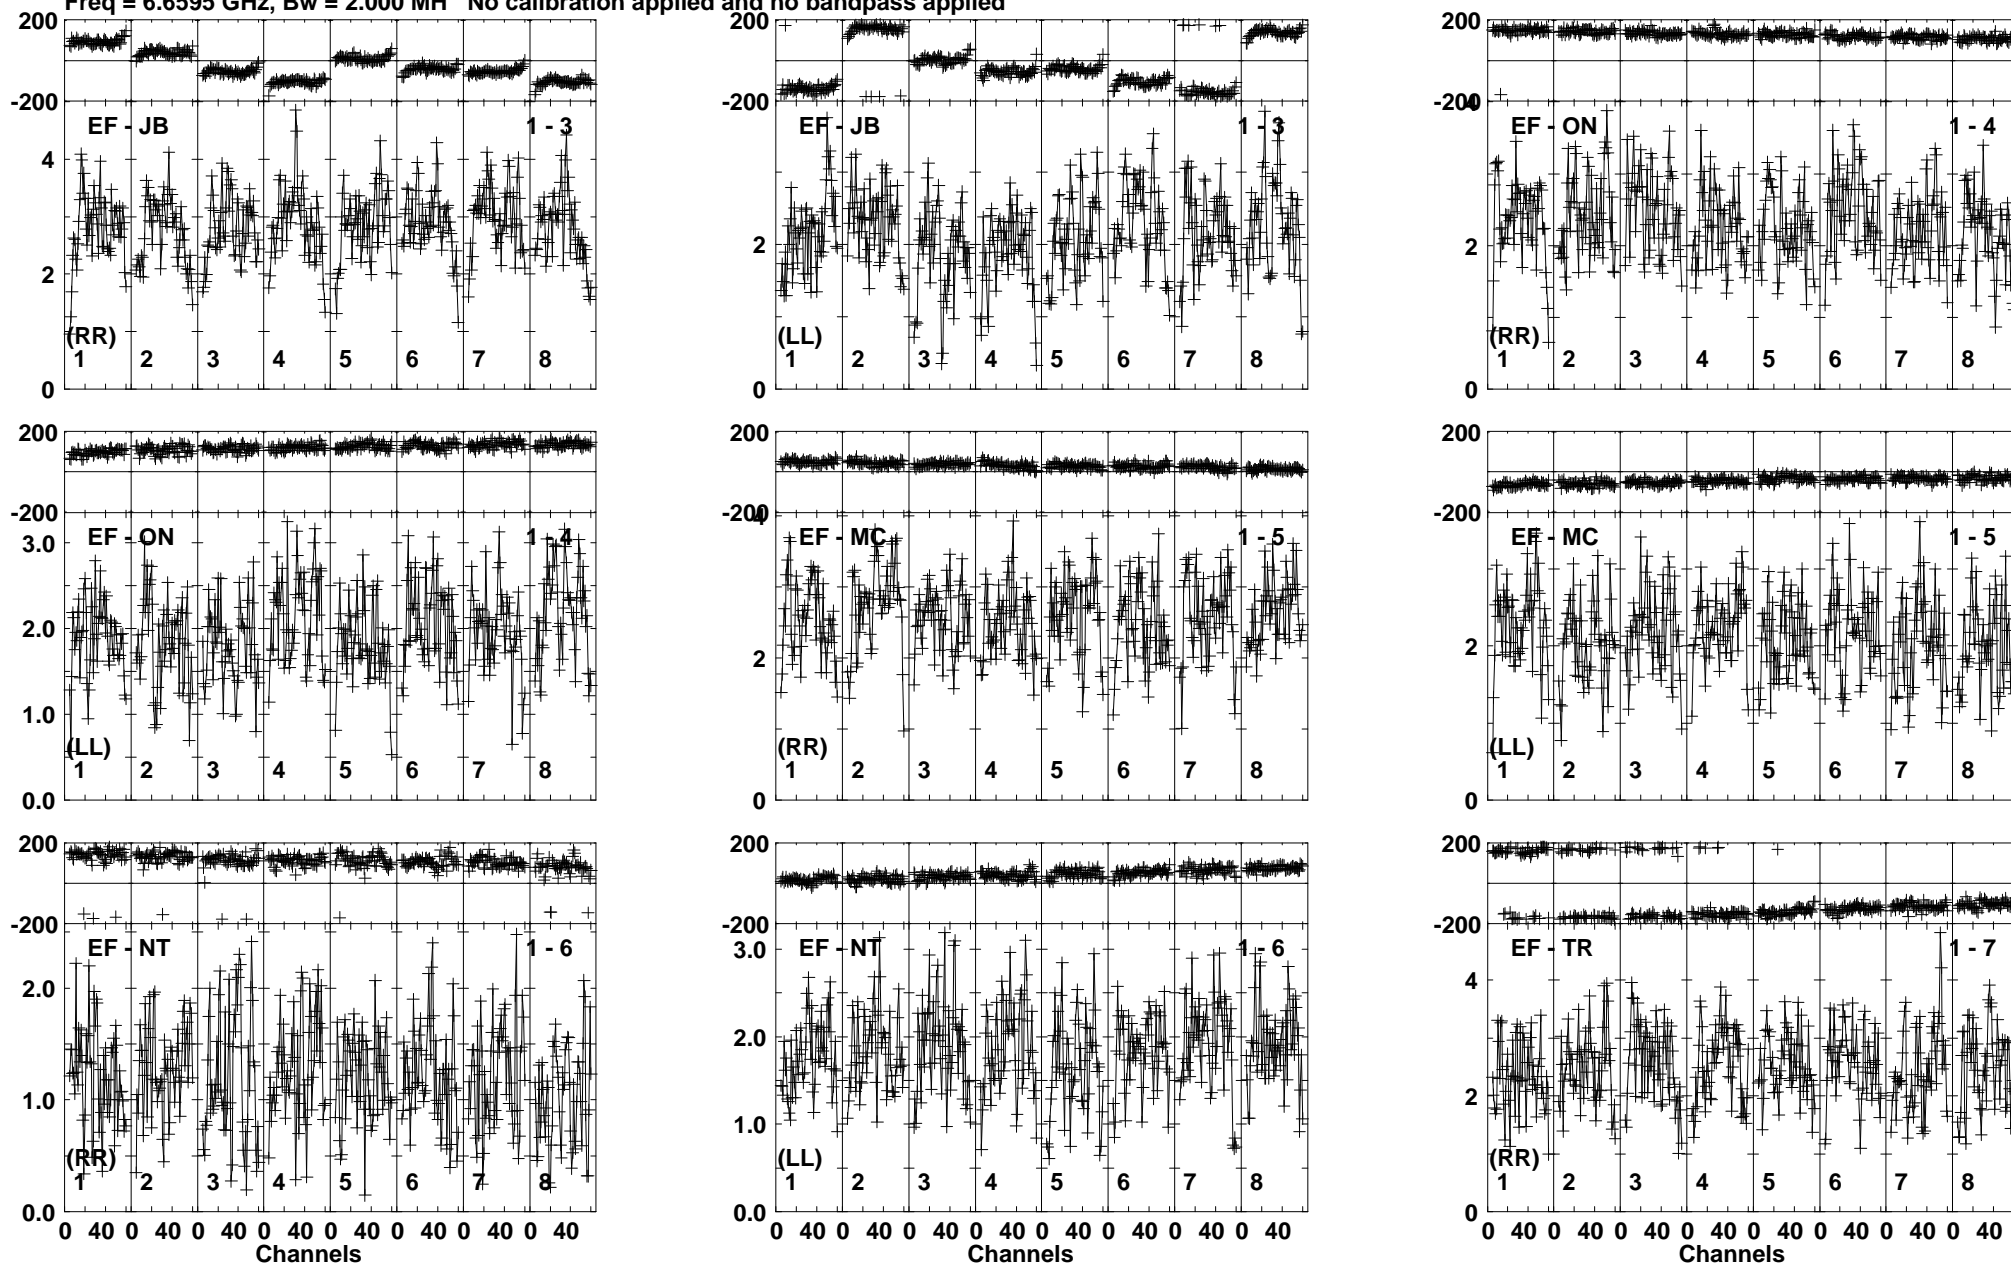 Freq = 6.6595 GHz, Bw = 2.000 MH No calibration applied and no bandpass applied
200
-200
EF - JB 1 - 3
4
2
0
(RR)
1 2 3 4 5 6 7 8
EF - JB 1 - 3
200
-200
2
0
(LL)
1 2 3 4 5 6 7 8
200
-200
4
EF - ON 1 - 4
2
0
(RR)
1 2 3 4 5 6 7 8
200
-200
EF - ON 1 - 4
3.0
2.0
1.0
0.0
(LL)
1 2 3 4 5 6 7 8
200
-200
4
EF - MC 1 - 5
2
0
(RR)
1 2 3 4 5 6 7 8
200
-200
EF - MC 1 - 5
2
0
(LL)
1 2 3 4 5 6 7 8
200
-200
EF - NT 1 - 6
2.0
1.0
0.0
(RR)
1 2 3 4 5 6 7 8
0 40 0 40 0 40 0 40 0 40 0 40 0 40 0 40
Channels
200
-200
EF - NT 1 - 6
3.0
2.0
1.0
0.0
(LL)
1 2 3 4 5 6 7 8
0 40 0 40 0 40 0 40 0 40 0 40 0 40 0 40
Channels
200
-200
EF - TR 1 - 7
4
2
0
(RR)
1 2 3 4 5 6 7 8
0 40 0 40 0 40 0 40 0 40 0 40 0 40 0 40
Channels